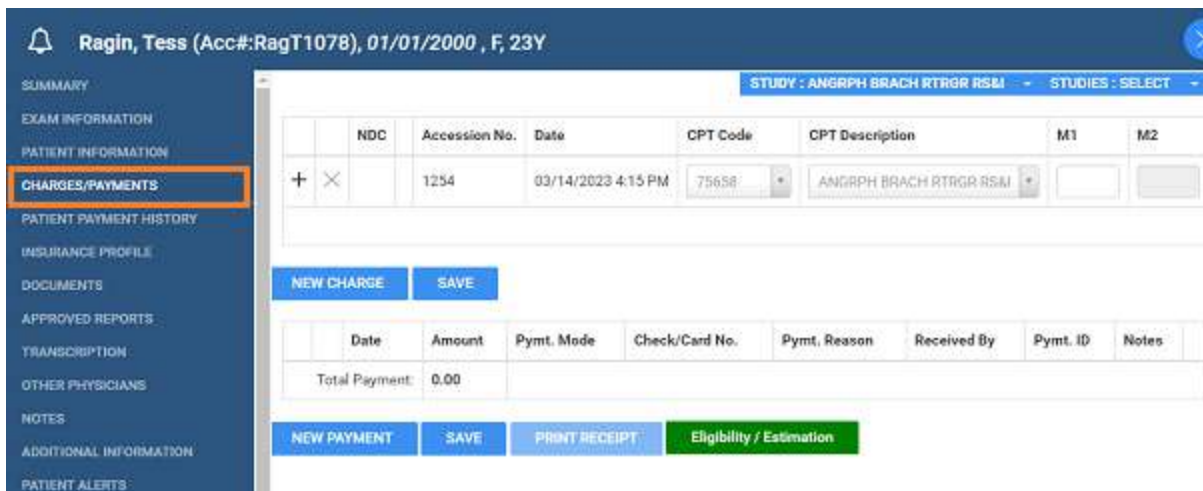 Ragin, Tess (Acc#:RagT1078), 01/01/2000 , F, 23Y
SUMMARY
EXAM INFORMATION
PATIENT INFORMATION
CHARGES/PAYMENTS
PATIENT PAYMENT HISTORY
INSURANCE PROFILE
DOCUMENTS
APPROVED REPORTS
TRANSCRIPTION
OTHER PHYSICIANS
NOTES
ADDITIONAL INFORMATION
PATIENT ALERTS
STUDY : ANGRPH BRACH RTRGR RS&I STUDIES : SELECT
NDC Accession No. Date CPT Code CPT Description M1 M2
1254 03/14/2023 4:15 PM 75658 ANGRPH BRACH RTRGR RS&I
NEW CHARGE SAVE
Date Amount Pymt. Mode Check/Card No. Pymt. Reason Received By Pymt. ID Notes
Total Payment: 0.00
NEW PAYMENT SAVE PRINT RECEIPT Eligibility / Estimation